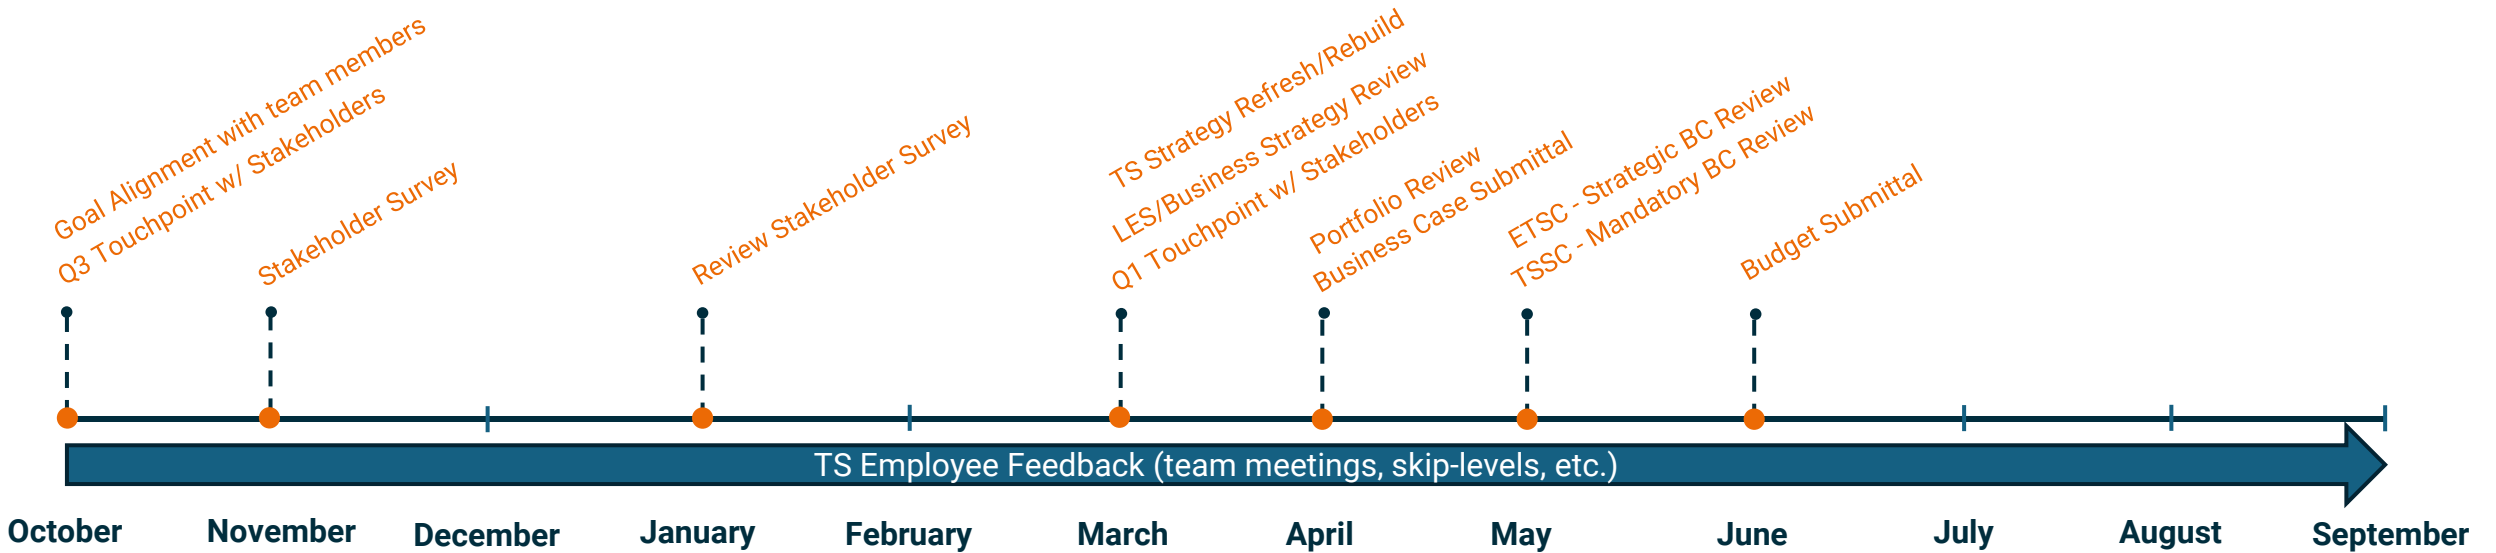 Goal Alignment with team members
Q3 Touchpoint w/ Stakeholders
Stakeholder Survey
Review Stakeholder Survey
TS Strategy Refresh/Rebuild
LES/Business Strategy Review
Q1 Touchpoint w/ Stakeholders
Portfolio Review
Business Case Submittal
ETSC - Strategic BC Review
TSSC - Mandatory BC Review
Budget Submittal
TS Employee Feedback (team meetings, skip-levels, etc.)
October
November
December
January
February
March
April
May
June
July
August
September